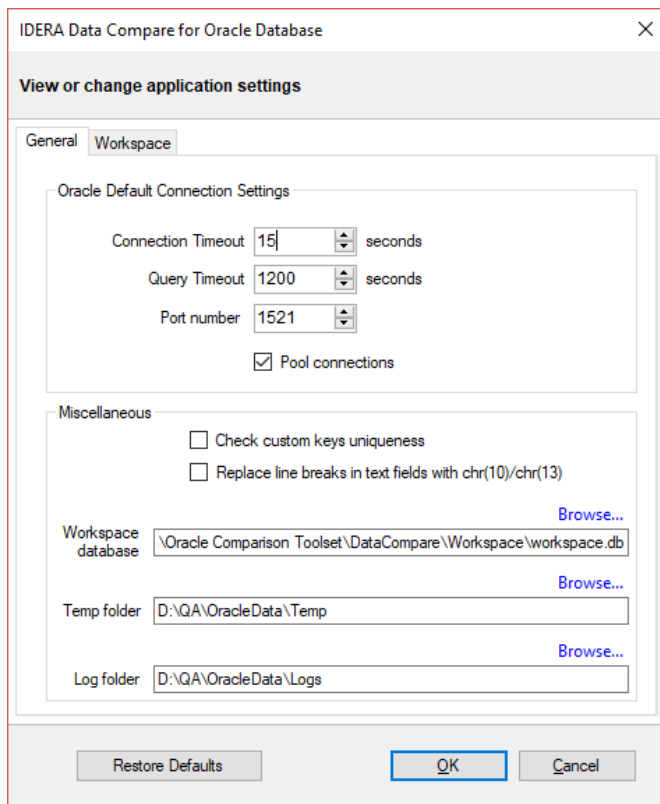 IDERA Data Compare for Oracle Database
View or change application settings
General Workspace
Oracle Default Connection Settings
Connection Timeout 15 seconds
Query Timeout 1200 seconds
Port number 1521
Pool connections
Miscellaneous
Check custom keys uniqueness
Replace line breaks in text fields with chr(10)/chr(13)
Browse...
Workspace database \Oracle Comparison Toolset\DataCompare\Workspace\workspace.db
Browse...
Temp folder D:\QA\OracleData\Temp
Browse...
Log folder D:\QA\OracleData\Logs
Restore Defaults OK Cancel